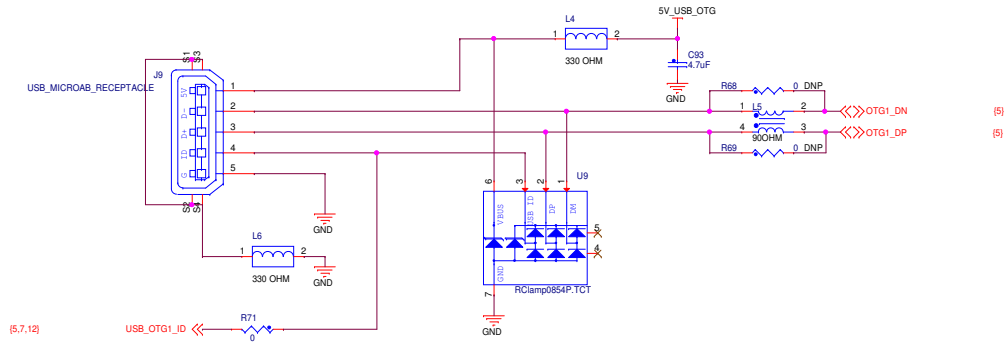 5V_USB_OTG
L4
1
2
330 OHM
C93
4.7uF
GND
S1
S3
J9
USB_MICROAB_RECEPTACLE
5V
D-
D+
ID
G
1
2
3
4
5
S2
S4
R68
0 DNP
L5
1
2
4
3
90OHM
R69
0 DNP
OTG1_DN
{5}
OTG1_DP
{5}
U9
6
3
2
1
VBUS
USB ID
DP
DM
5
4
GND
7
RClamp0854P.TCT
GND
GND
L6
1
2
330 OHM
GND
{5,7,12}
USB_OTG1_ID
R71
0